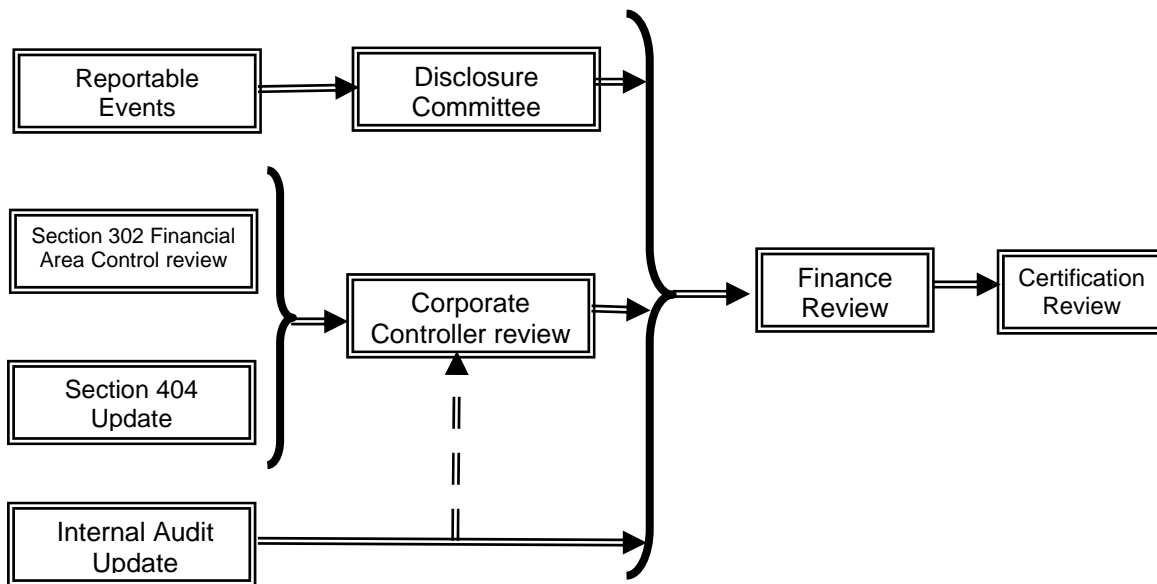 Reportable
Events
Disclosure
Committee
Section 302 Financial
Area Control review
Corporate
Controller review
Finance
Review
Certification
Review
Section 404
Update
Internal Audit
Update